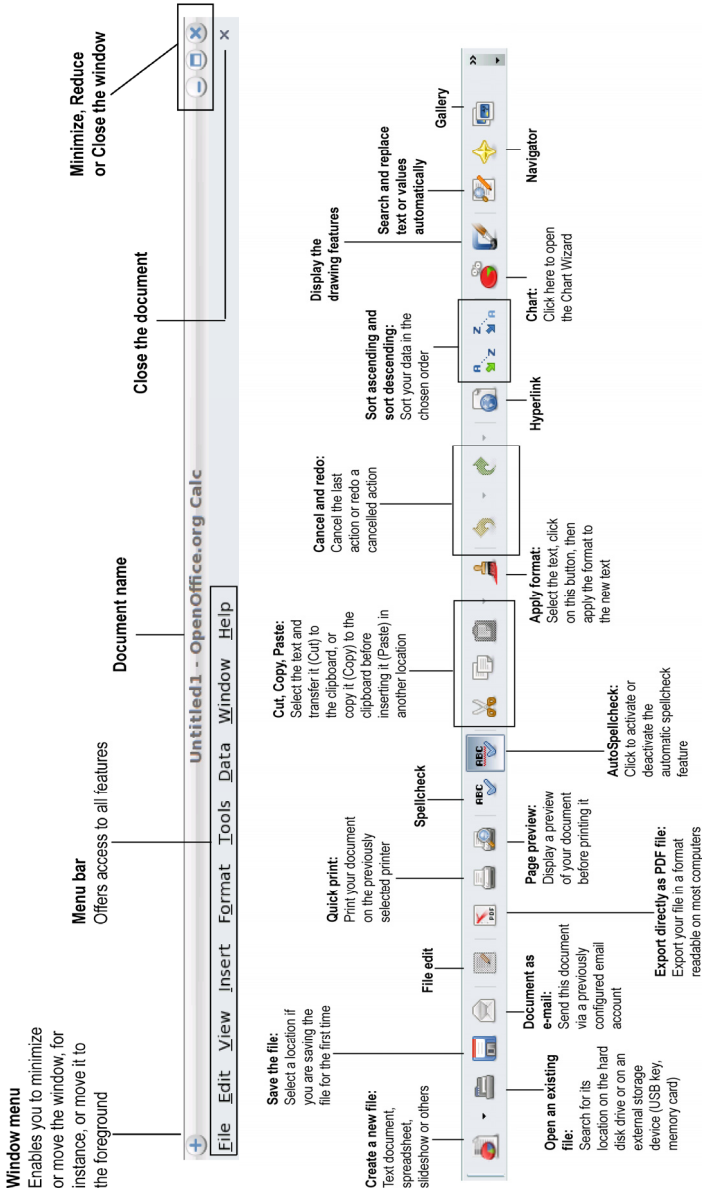 Window menu
Enables you to minimize
or move the window, for
instance, or move it to
the foreground
Menu bar
Offers access to all features
Document name
Close the document
Minimize, Reduce
or Close the window
Untitled1 - OpenOffice.org Calc
File Edit View Insert Format Tools Data Window Help
Create a new file:
Text document,
spreadsheet,
slideshow or others
Save the file:
Select a location if
you are saving the
file for the first time
File edit
Quick print:
Print your document
on the previously
selected printer
Spellcheck
Cut, Copy, Paste:
Select the text and
transfer it (Cut) to
the clipboard, or
copy it (Copy) to the
clipboard before
inserting it (Paste) in
another location
Cancel and redo:
Cancel the last
action or redo a
cancelled action
Sort ascending and
sort descending:
Sort your data in the
chosen order
Display the
drawing features
Search and replace
text or values
automatically
Gallery
PDF
ABC
ABC
A Z
Z A
Open an existing
file:
Search for its
location on the hard
disk drive or on an
external storage
device (USB key,
memory card)
Document as
e-mail:
Send this document
via a previously
configured email
account
Export directly as PDF file:
Export your file in a format
readable on most computers
Page preview:
Display a preview
of your document
before printing it
AutoSpellcheck:
Click to activate or
deactivate the
automatic spellcheck
feature
Apply format:
Select the text, click
on this button, then
apply the format to
the new text
Hyperlink
Chart:
Click here to open
the Chart Wizard
Navigator